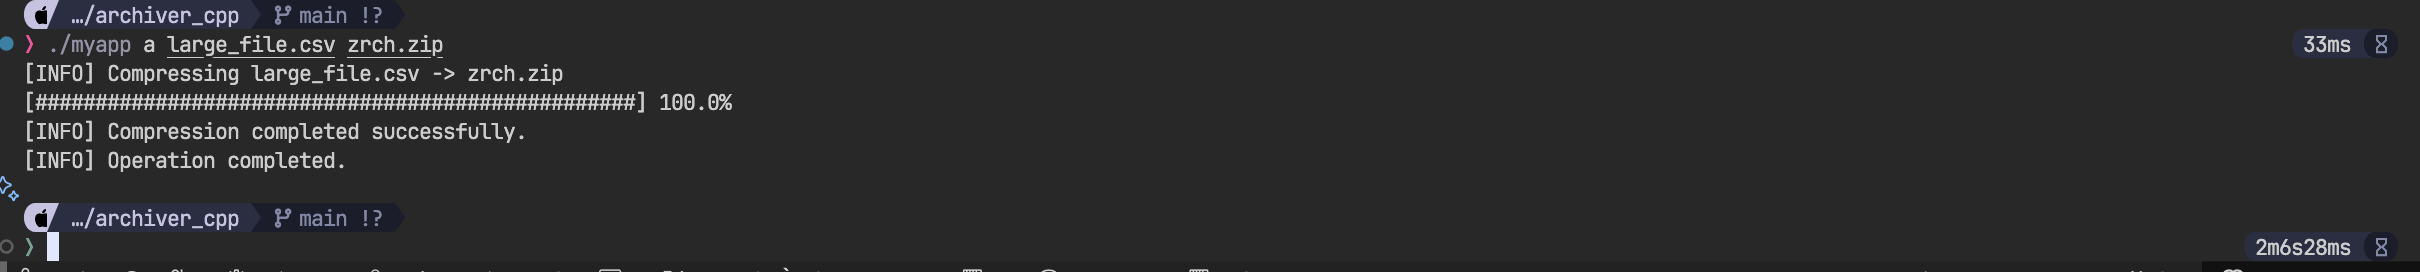 …/archiver_cpp main !?
❯ ./myapp a large_file.csv zrch.zip 33ms
[INFO] Compressing large_file.csv -> zrch.zip
[##################################################] 100.0%
[INFO] Compression completed successfully.
[INFO] Operation completed.
…/archiver_cpp main !?
❯ 2m6s28ms